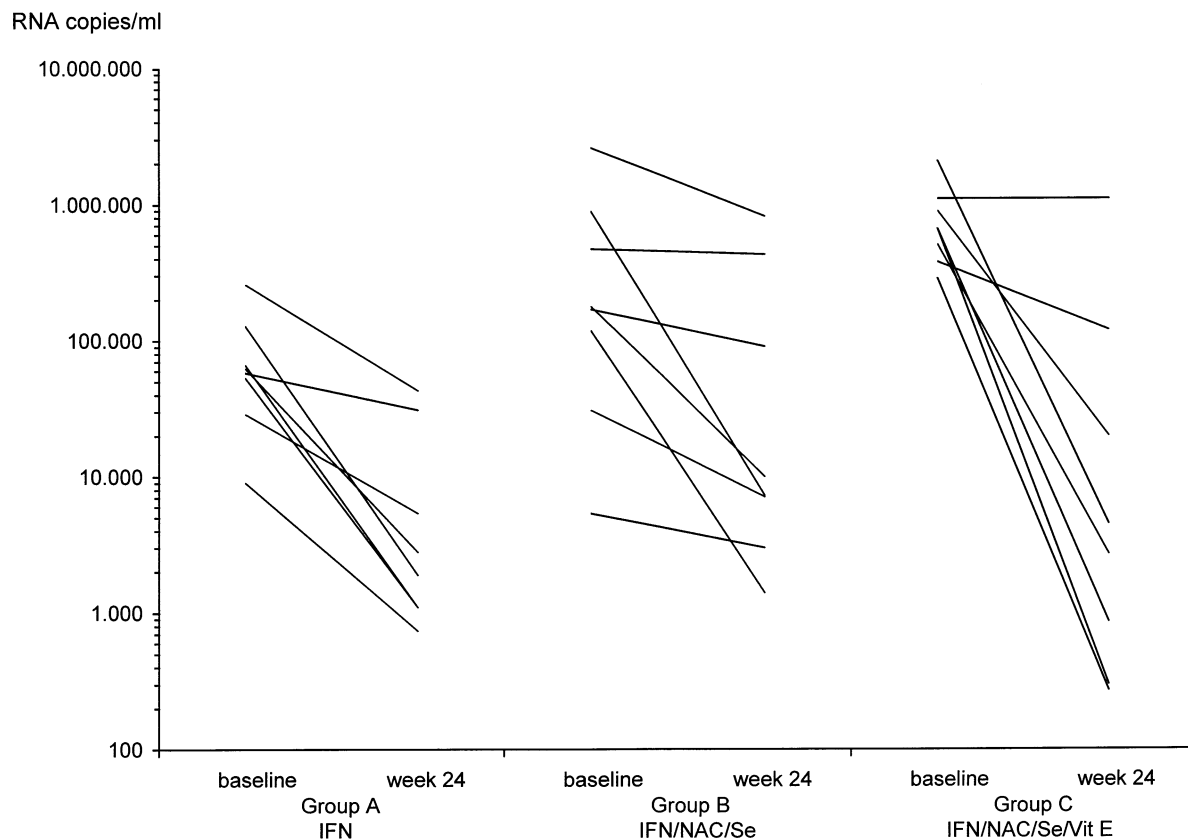 RNA copies/ml
10.000.000
1.000.000
100.000
10.000
1.000
100
baseline week 24 baseline week 24 baseline week 24
Group A Group B Group C
IFN IFN/NAC/Se IFN/NAC/Se/Vit E